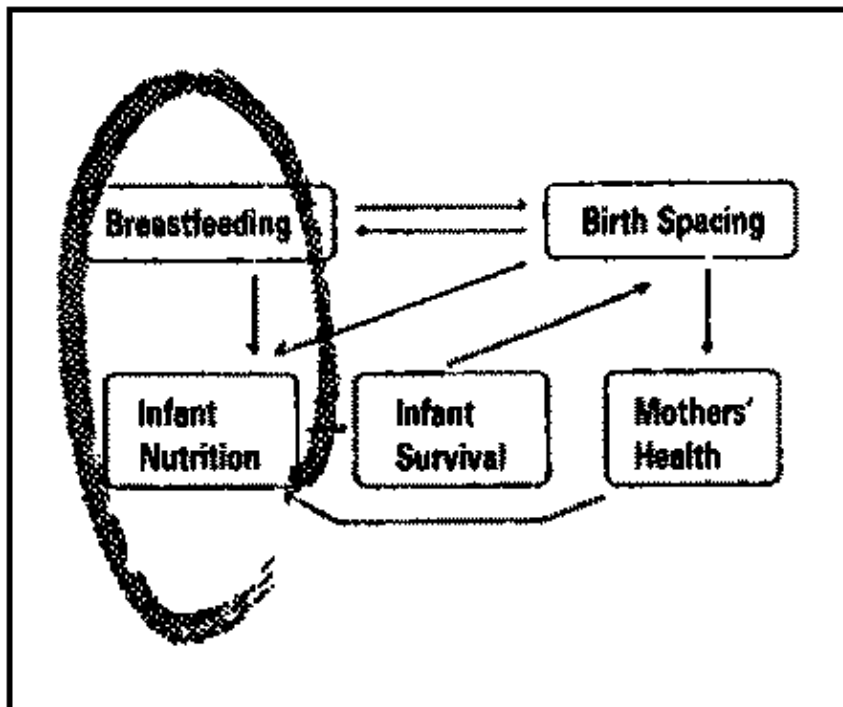 Breastfeeding
Birth Spacing
Infant
Nutrition
Infant
Survival
Mothers'
Health